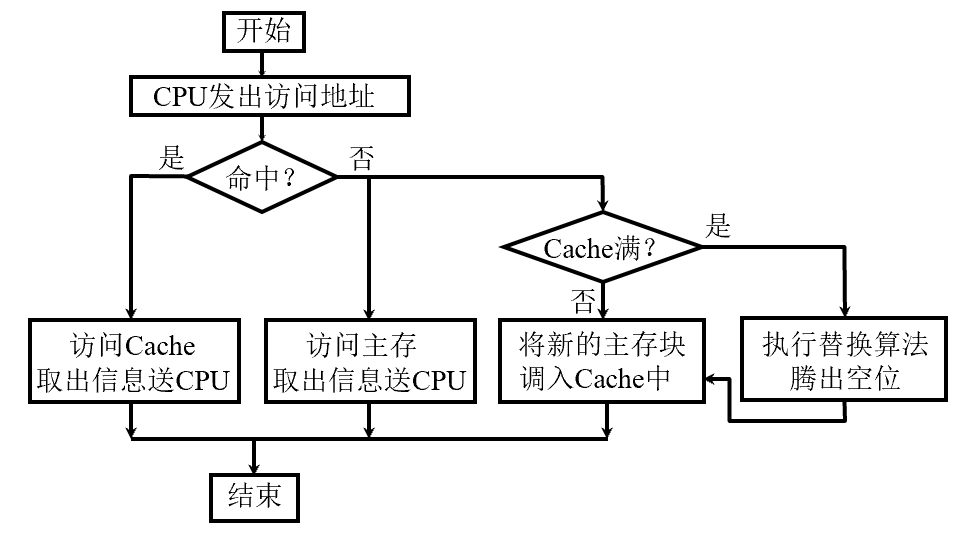 开始
CPU发出访问地址
是
否
命中？
是
Cache满？
否
访问Cache
取出信息送CPU
访问主存
取出信息送CPU
将新的主存块
调入Cache中
执行替换算法
腾出空位
结束